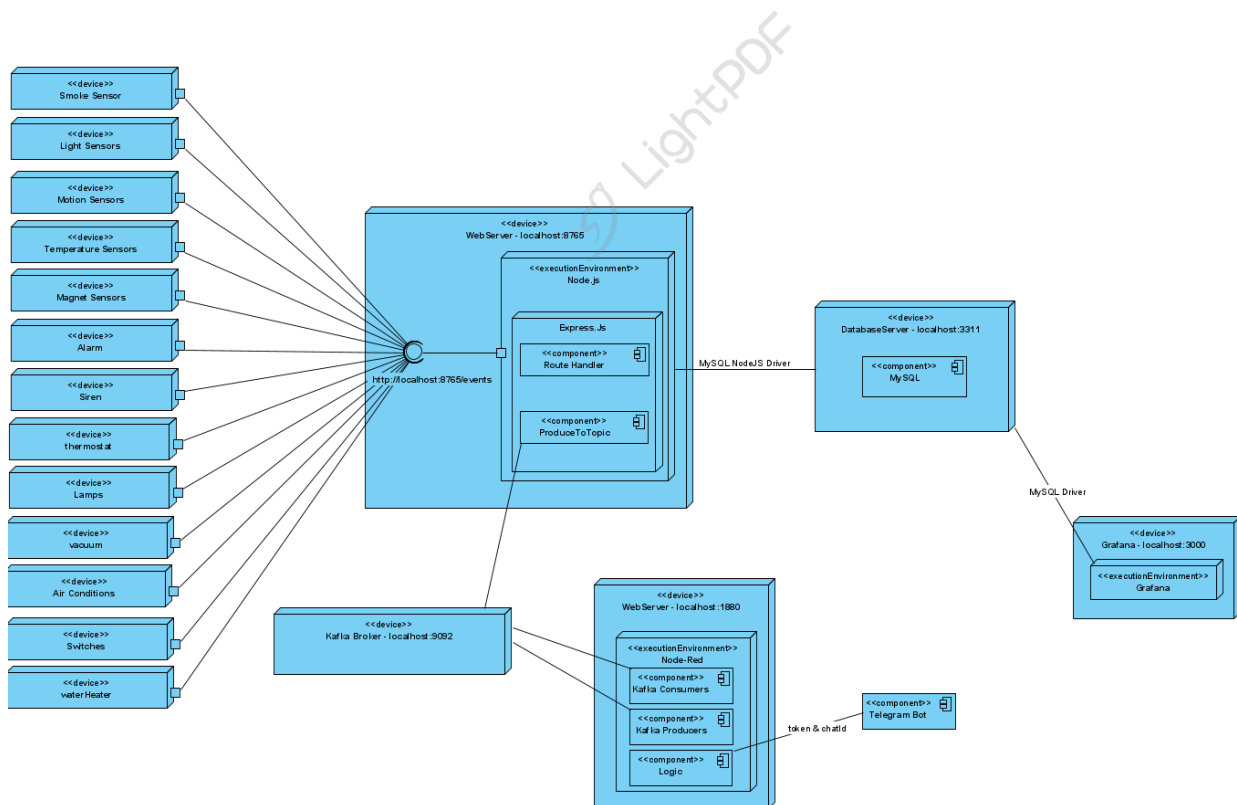 LightPDF
<<device>>
Smoke Sensor
<<device>>
Light Sensors
<<device>>
Motion Sensors
<<device>>
Temperature Sensors
<<device>>
Magnet Sensors
<<device>>
Alarm
<<device>>
Siren
<<device>>
thermostat
<<device>>
Lamps
<<device>>
vacuum
<<device>>
Air Conditions
<<device>>
Switches
<<device>>
waterHeater
http://localhost:8765/events
<<device>>
WebServer - localhost:8765
<<executionEnvironment>>
Node.js
Express.Js
<<component>>
Route Handler
<<component>>
ProduceToTopic
MySQL NodeJS Driver
<<device>>
DatabaseServer - localhost:3311
<<component>>
MySQL
MySQL Driver
<<device>>
Grafana - localhost:3000
<<executionEnvironment>>
Grafana
<<device>>
Kafka Broker - localhost:9092
<<device>>
WebServer - localhost:1880
<<executionEnvironment>>
Node-Red
<<component>>
Kafka Consumers
<<component>>
Kafka Producers
<<component>>
Logic
token & chatId
<<component>>
Telegram Bot